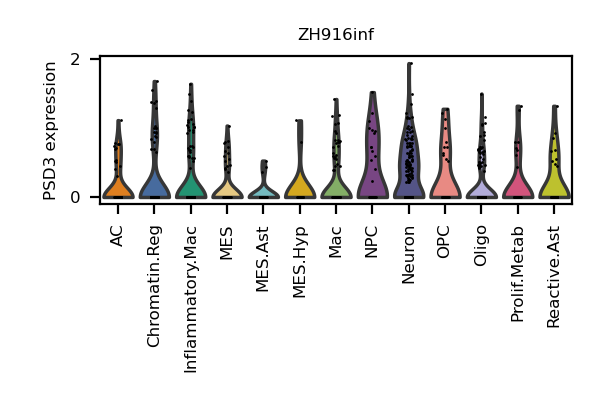 ZH916inf
PSD3 expression
2
0
AC
Chromatin.Reg
Inflammatory.Mac
MES
MES.Ast
MES.Hyp
Mac
NPC
Neuron
OPC
Oligo
Prolif.Metab
Reactive.Ast